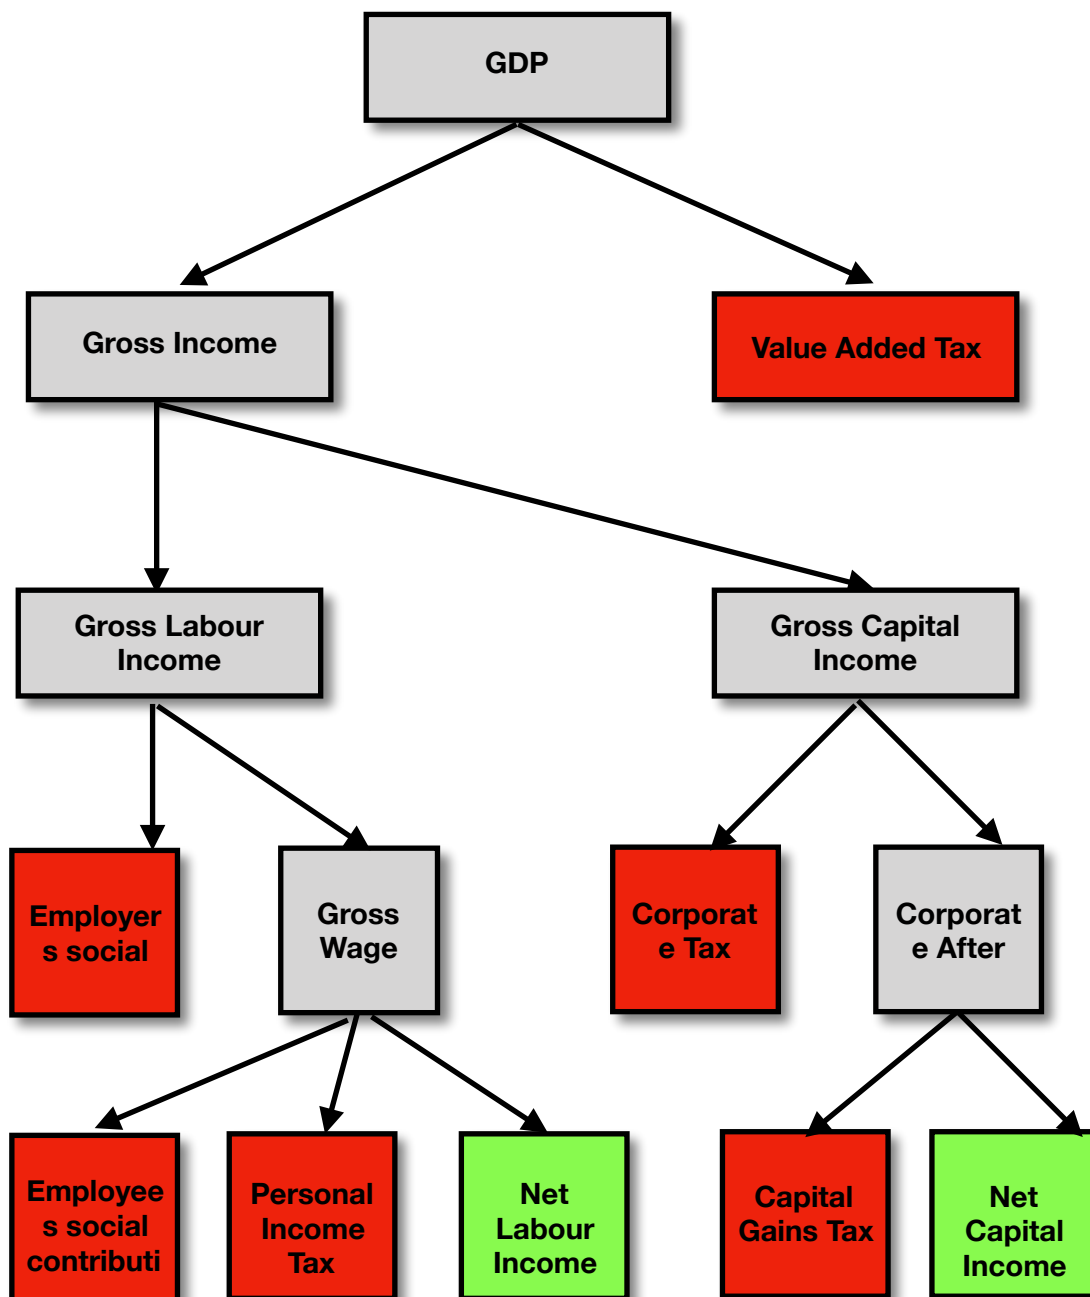 GDP
Gross Income
Value Added Tax
Gross Labour
Income
Gross Capital
Income
Employer
s social
Gross
Wage
Corporat
e Tax
Corporat
e After
Employee
s social
contributi
Personal
Income
Tax
Net
Labour
Income
Capital
Gains Tax
Net
Capital
Income